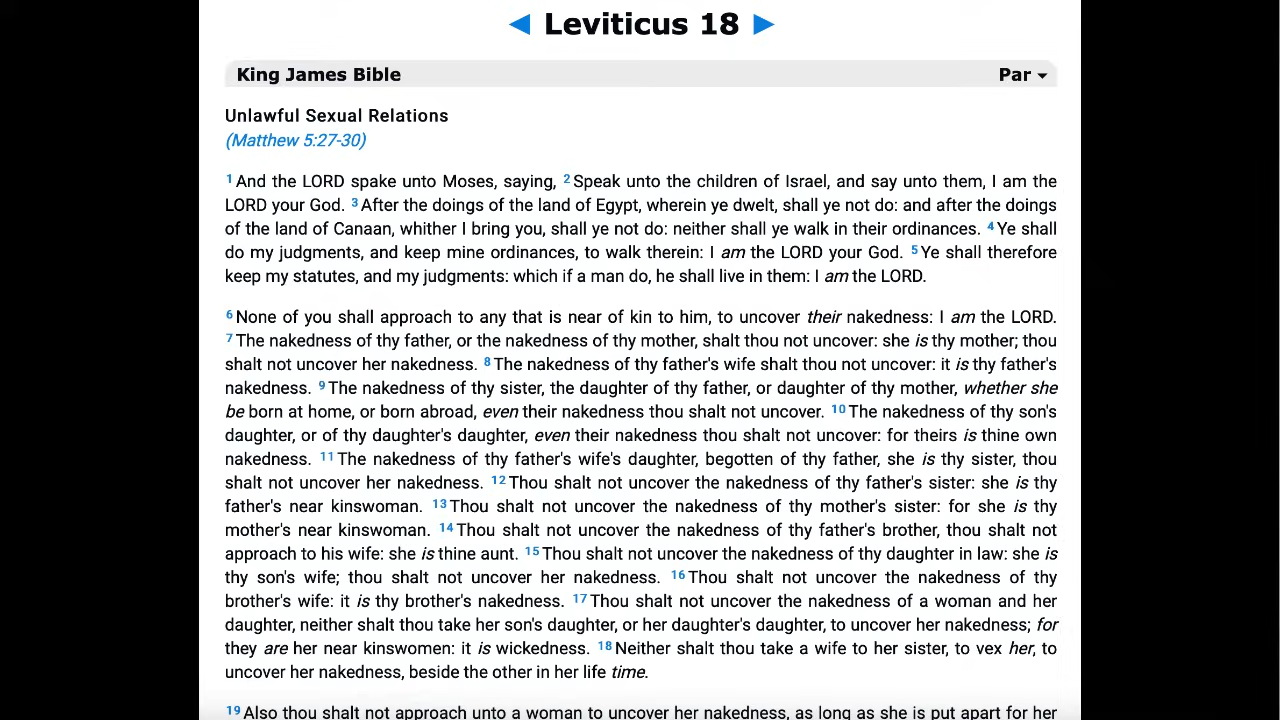 ◄ Leviticus 18 ►
King James Bible Par
Unlawful Sexual Relations
(Matthew 5:27-30)
1 And the LORD spake unto Moses, saying, 2 Speak unto the children of Israel, and say unto them, I am the
LORD your God. 3 After the doings of the land of Egypt, wherein ye dwelt, shall ye not do: and after the doings
of the land of Canaan, whither I bring you, shall ye not do: neither shall ye walk in their ordinances. 4 Ye shall
do my judgments, and keep mine ordinances, to walk therein: I am the LORD your God. 5 Ye shall therefore
keep my statutes, and my judgments: which if a man do, he shall live in them: I am the LORD.
6 None of you shall approach to any that is near of kin to him, to uncover their nakedness: I am the LORD.
7 The nakedness of thy father, or the nakedness of thy mother, shalt thou not uncover: she is thy mother; thou
shalt not uncover her nakedness. 8 The nakedness of thy father's wife shalt thou not uncover: it is thy father's
nakedness. 9 The nakedness of thy sister, the daughter of thy father, or daughter of thy mother, whether she
be born at home, or born abroad, even their nakedness thou shalt not uncover. 10 The nakedness of thy son's
daughter, or of thy daughter's daughter, even their nakedness thou shalt not uncover: for theirs is thine own
nakedness. 11 The nakedness of thy father's wife's daughter, begotten of thy father, she is thy sister, thou
shalt not uncover her nakedness. 12 Thou shalt not uncover the nakedness of thy father's sister: she is thy
father's near kinswoman. 13 Thou shalt not uncover the nakedness of thy mother's sister: for she is thy
mother's near kinswoman. 14 Thou shalt not uncover the nakedness of thy father's brother, thou shalt not
approach to his wife: she is thine aunt. 15 Thou shalt not uncover the nakedness of thy daughter in law: she is
thy son's wife; thou shalt not uncover her nakedness. 16 Thou shalt not uncover the nakedness of thy
brother's wife: it is thy brother's nakedness. 17 Thou shalt not uncover the nakedness of a woman and her
daughter, neither shalt thou take her son's daughter, or her daughter's daughter, to uncover her nakedness; for
they are her near kinswomen: it is wickedness. 18 Neither shalt thou take a wife to her sister, to vex her, to
uncover her nakedness, beside the other in her life time.
19 Also thou shalt not approach unto a woman to uncover her nakedness, as long as she is put apart for her